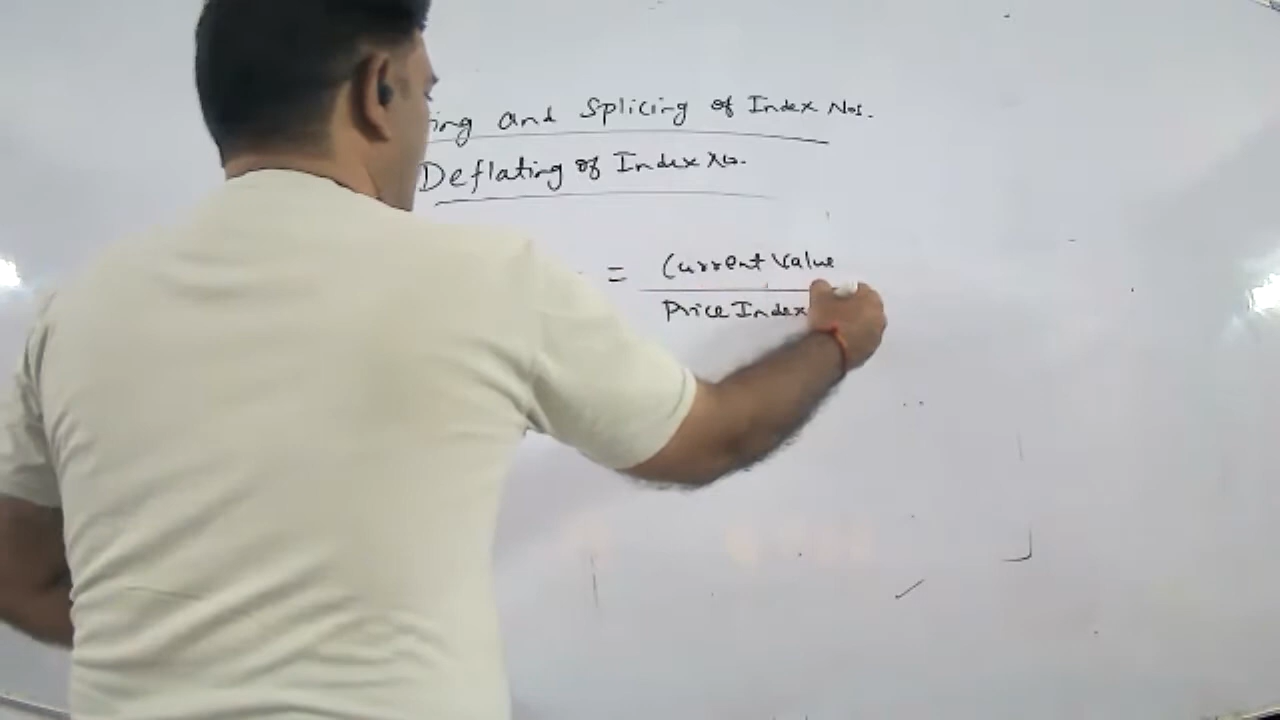 ing and Splicing of Index Nos.
Deflating of Index No.
= Current Value
Price Index